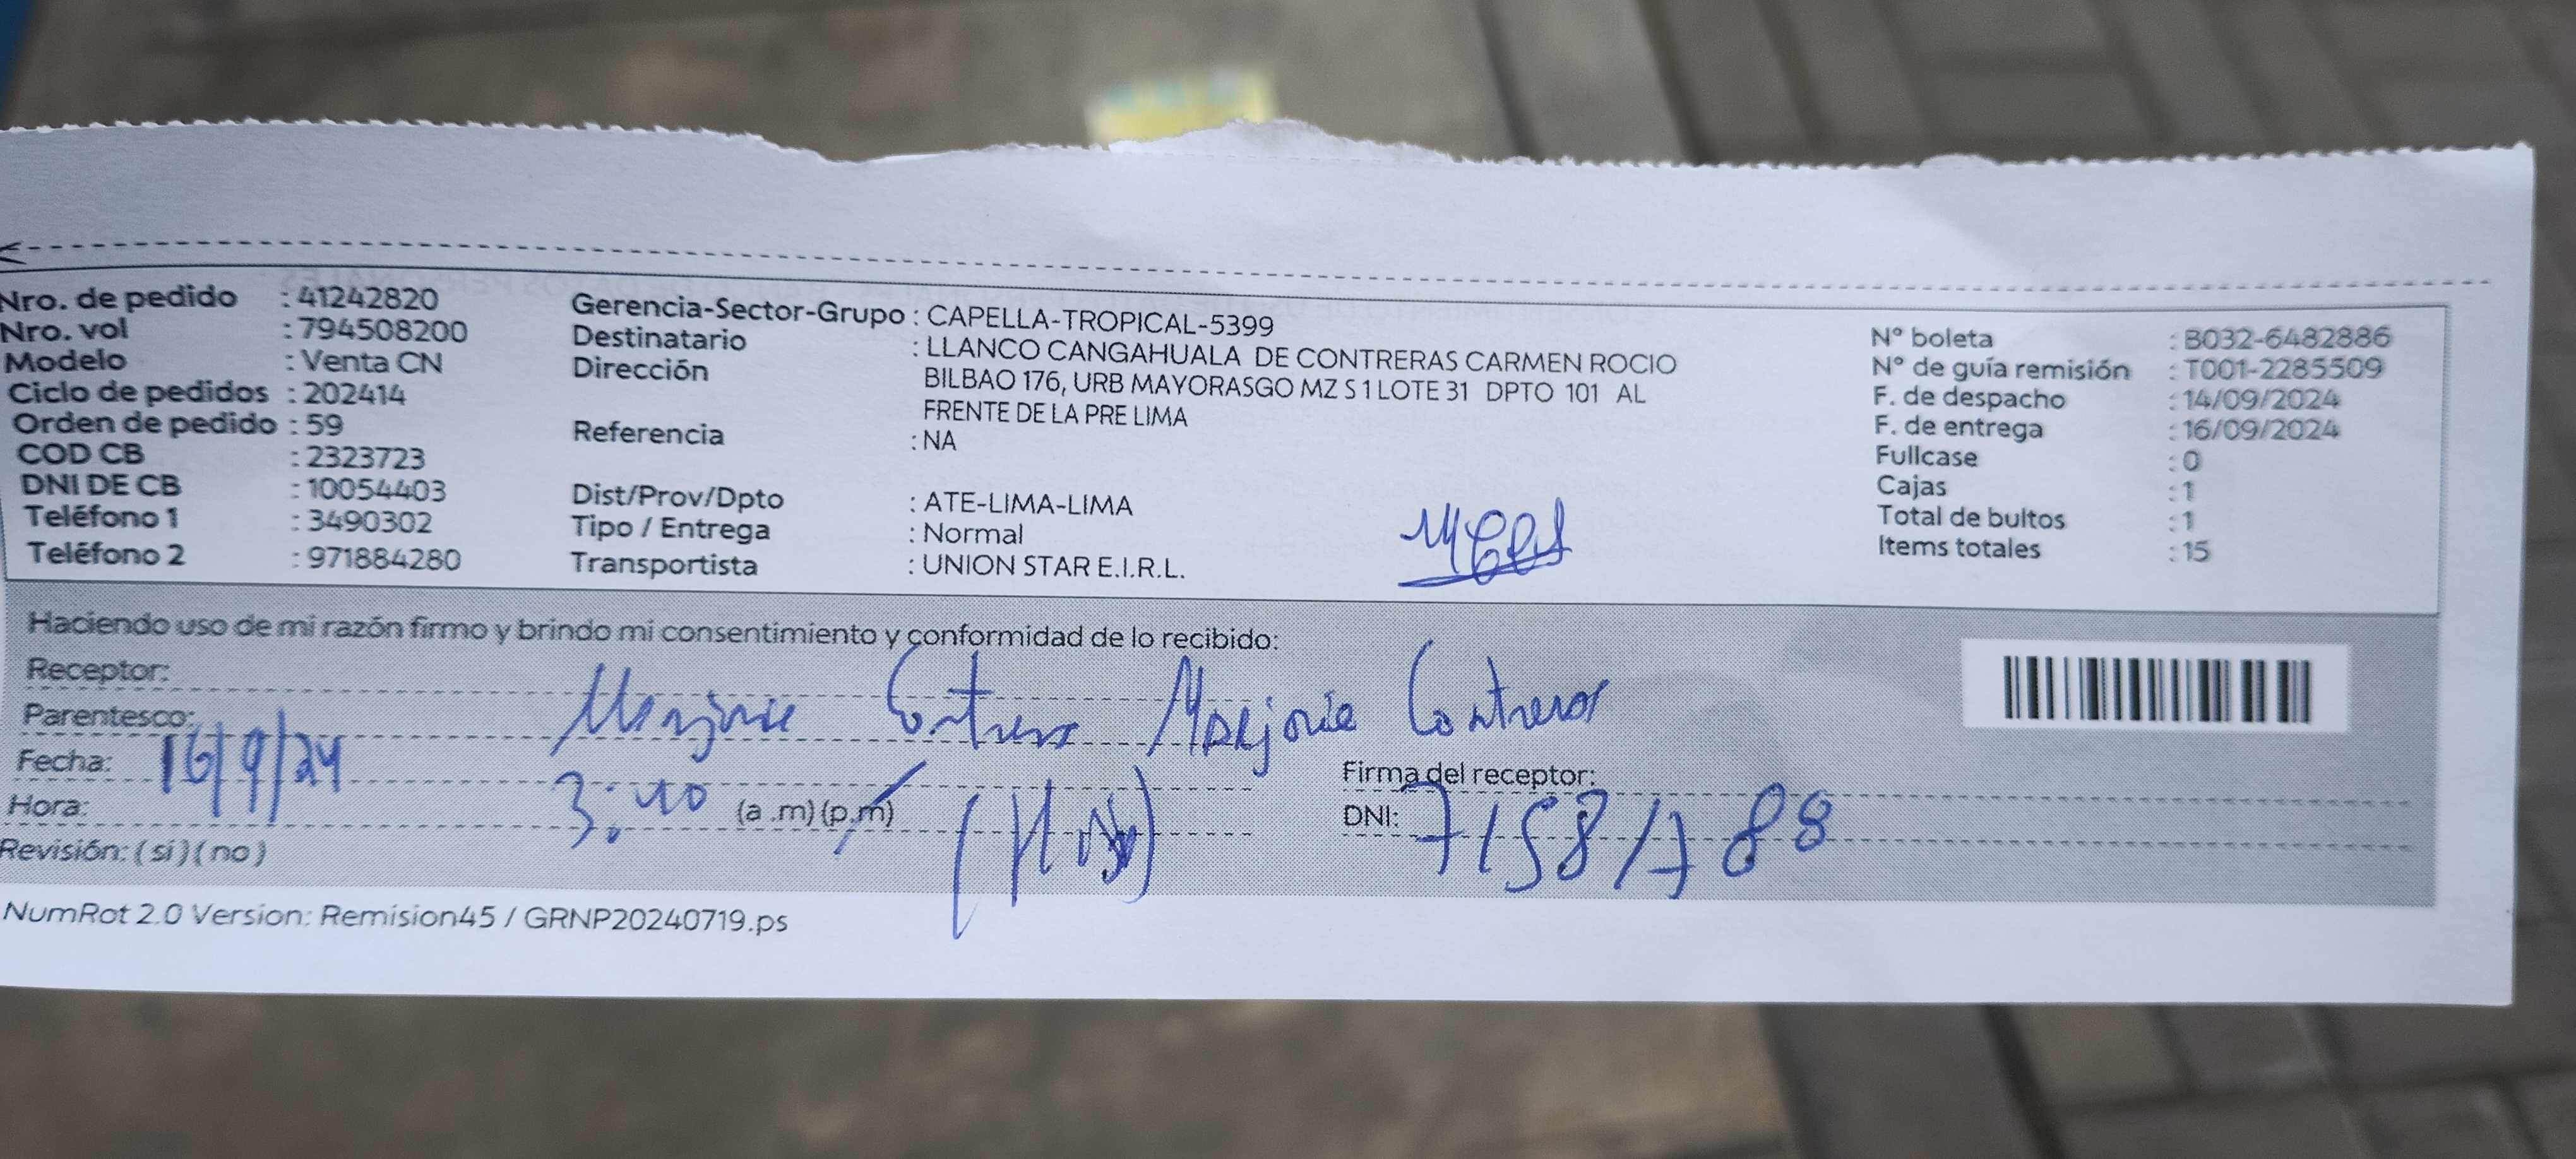 Nro. de pedido : 41242820
Nro. vol : 794508200
Modelo : Venta CN
Ciclo de pedidos : 202414
Orden de pedido : 59
COD CB : 2323723
DNI DE CB : 10054403
Teléfono 1 : 3490302
Teléfono 2 : 971884280
Gerencia-Sector-Grupo : CAPELLA-TROPICAL-5399
Destinatario : LLANCO CANGAHUALA DE CONTRERAS CARMEN ROCIO
Dirección BILBAO 176, URB MAYORASGO MZ S 1 LOTE 31 DPTO 101 AL
FRENTE DE LA PRE LIMA
Referencia : NA
Dist/Prov/Dpto : ATE-LIMA-LIMA
Tipo / Entrega : Normal
Transportista : UNION STAR E.I.R.L.
N° boleta : B032-6482886
N° de guía remisión : T001-2285509
F. de despacho : 14/09/2024
F. de entrega : 16/09/2024
Fullcase : 0
Cajas : 1
Total de bultos : 1
Items totales : 15
Haciendo uso de mi razón firmo y brindo mi consentimiento y conformidad de lo recibido:
Receptor:
Parentesco: Marjorie Contreras Marjorie Contreras
Fecha: 16/9/24
Hora: 3:40 (a .m) (p.m)
Firma del receptor:
DNI: 71581788
Revisión: ( sí ) ( no )
NumRot 2.0 Version: Remision45 / GRNP20240719.ps